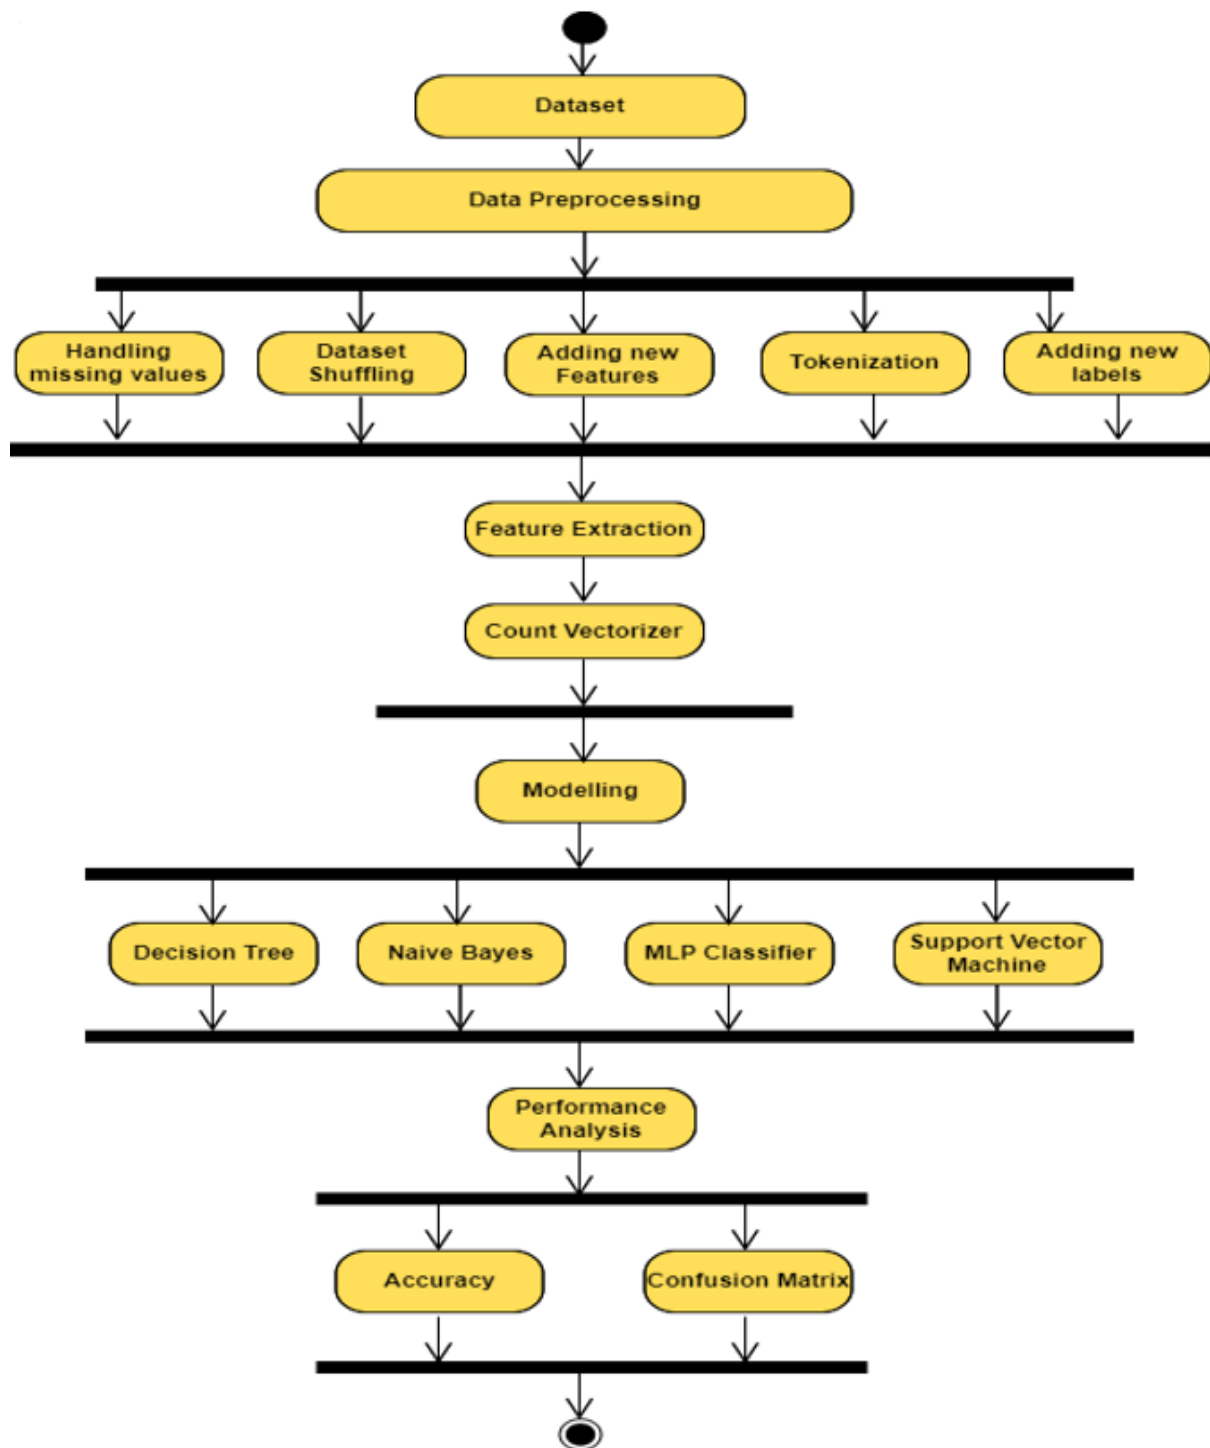 Dataset
Data Preprocessing
Handling
missing values
Dataset
Shuffling
Adding new
Features
Tokenization
Adding new
labels
Feature Extraction
Count Vectorizer
Modelling
Decision Tree
Naive Bayes
MLP Classifier
Support Vector
Machine
Performance
Analysis
Accuracy
Confusion Matrix